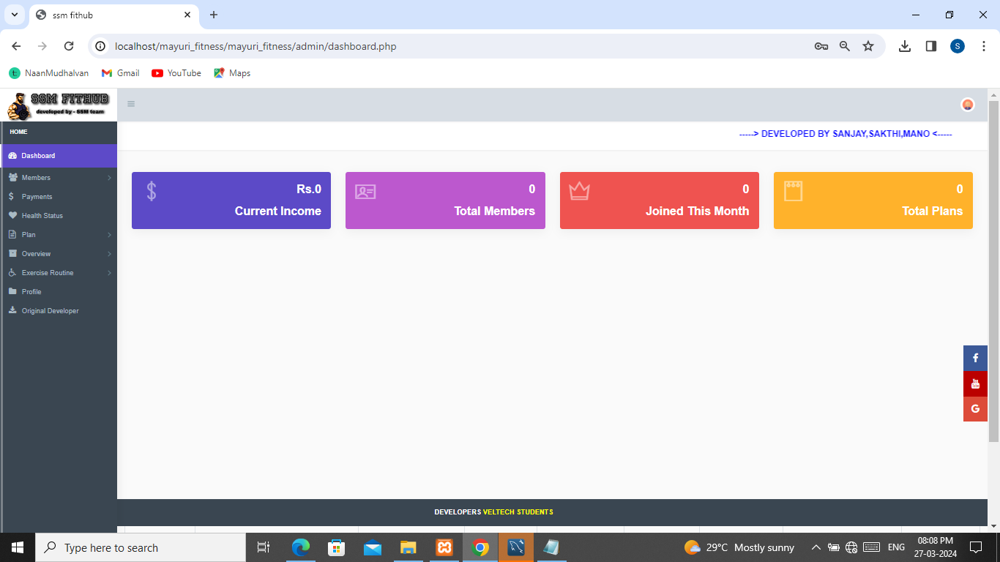 ssm fithub
localhost/mayuri_fitness/mayuri_fitness/admin/dashboard.php
S
t: NaanMudhalvan
Gmail
YouTube
Maps
SSM FITHUB
developed by - SSM team
HOME
-----> DEVELOPED BY SANJAY,SAKTHI,MANO <-----
Dashboard
Members
Payments
Health Status
Plan
Overview
Exercise Routine
Profile
Original Developer
Rs.0
Current Income
0
Total Members
0
Joined This Month
0
Total Plans
DEVELOPERS VELTECH STUDENTS
Type here to search
29°C Mostly sunny
ENG
08:08 PM
27-03-2024